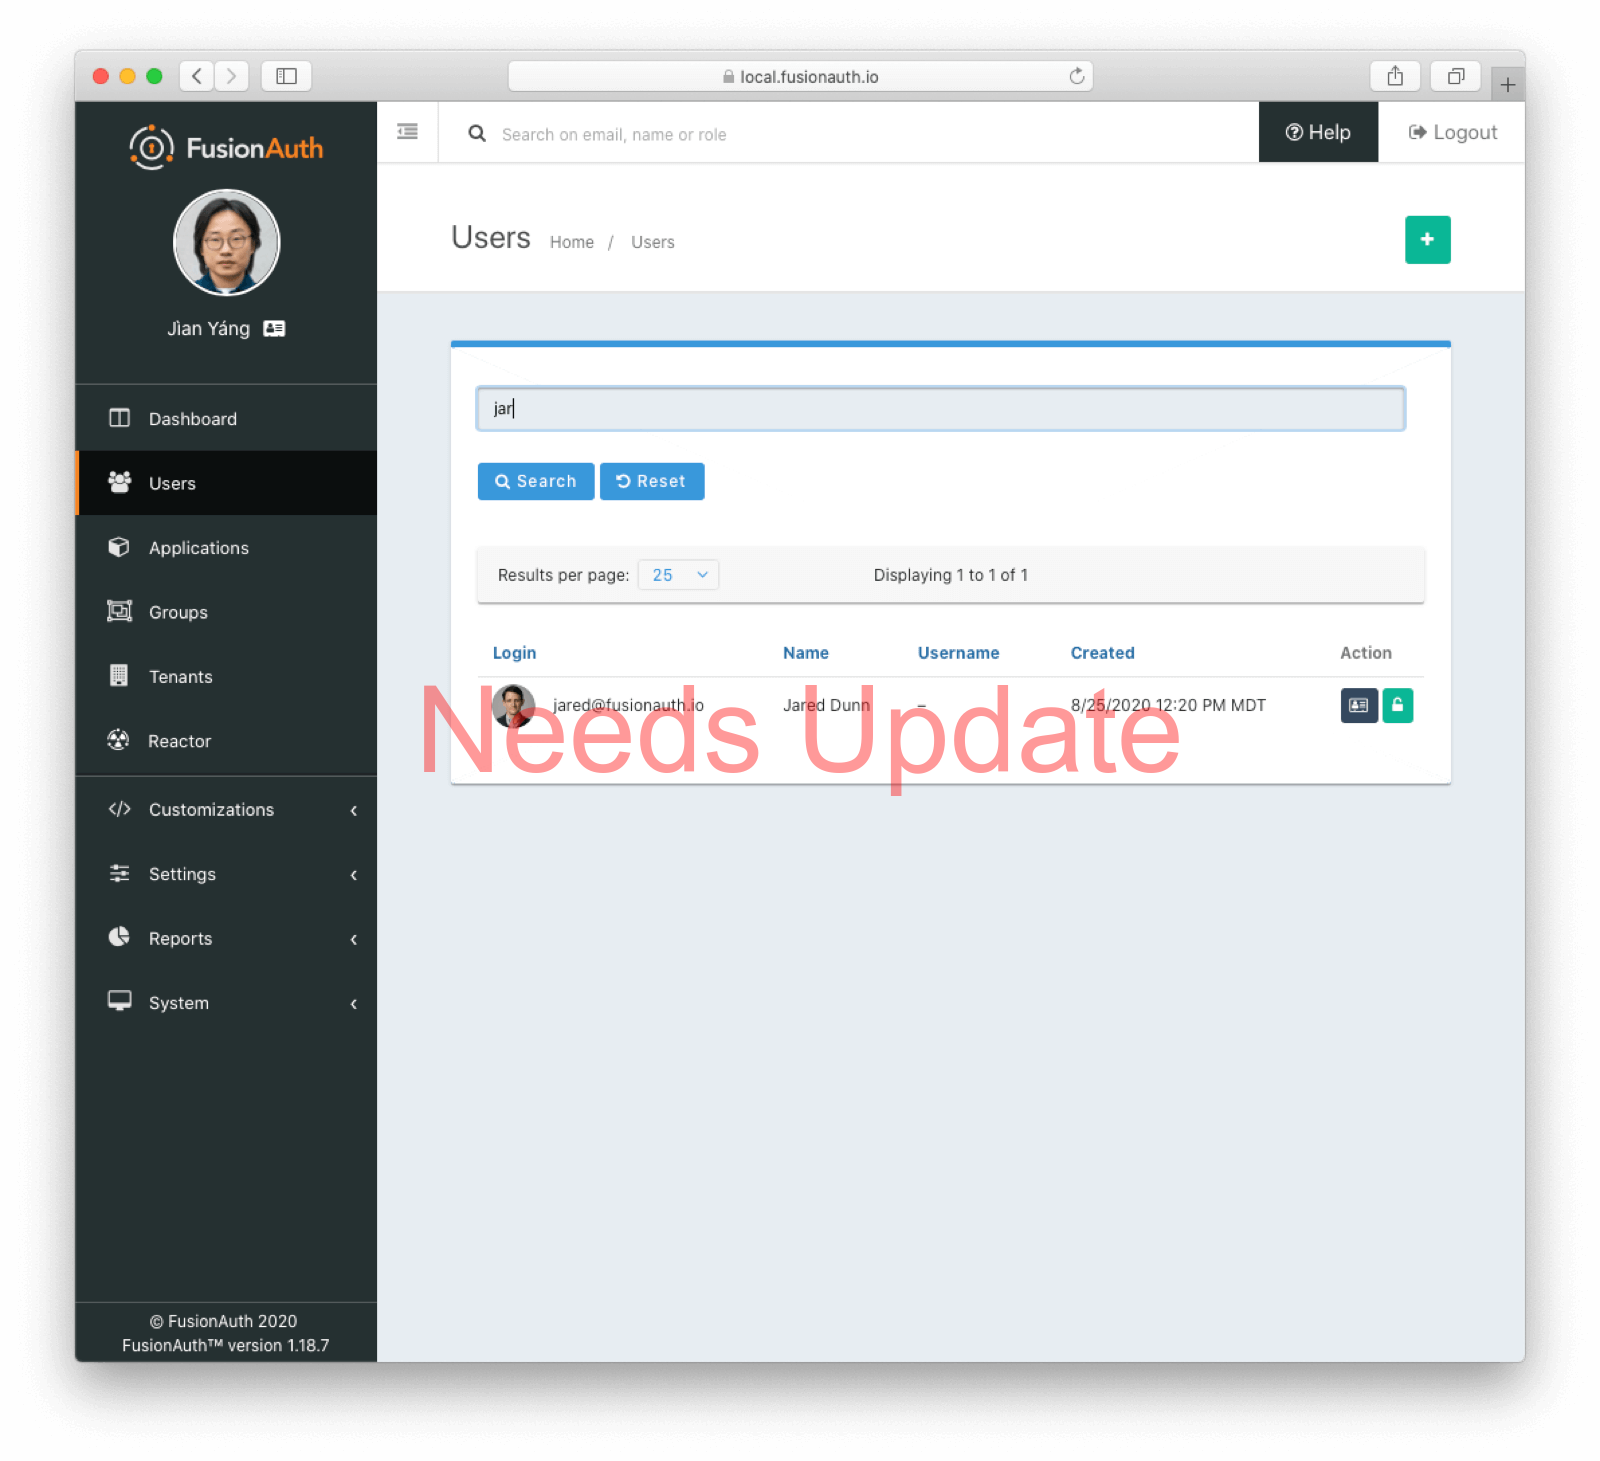 local.fusionauth.io
FusionAuth
Jìan Yáng
Dashboard
Users
Applications
Groups
Tenants
Reactor
Customizations
Settings
Reports
System
© FusionAuth 2020
FusionAuth™ version 1.18.7
Search on email, name or role
Help
Logout
Users Home / Users
jar
Search Reset
Results per page: 25 Displaying 1 to 1 of 1
Login Name Username Created Action
jared@fusionauth.io Jared Dunn – 8/25/2020 12:20 PM MDT
Needs Update